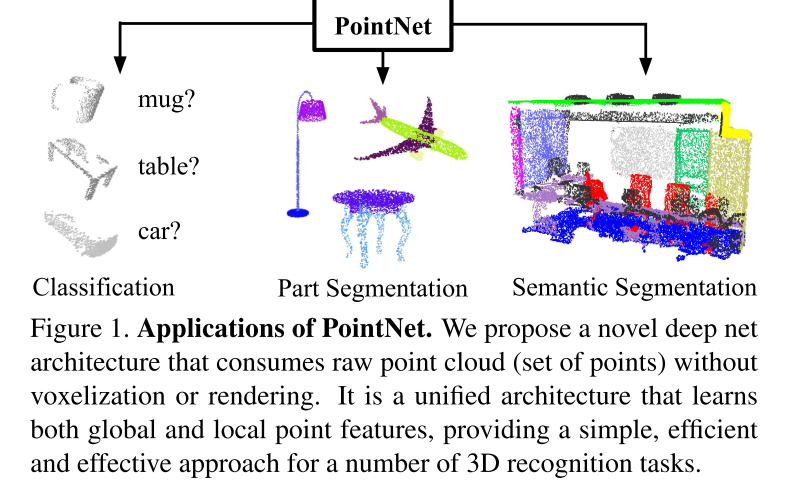 PointNet
mug?
table?
car?
Classification
Part Segmentation
Semantic Segmentation
Figure 1. Applications of PointNet. We propose a novel deep net
architecture that consumes raw point cloud (set of points) without
voxelization or rendering. It is a unified architecture that learns
both global and local point features, providing a simple, efficient
and effective approach for a number of 3D recognition tasks.